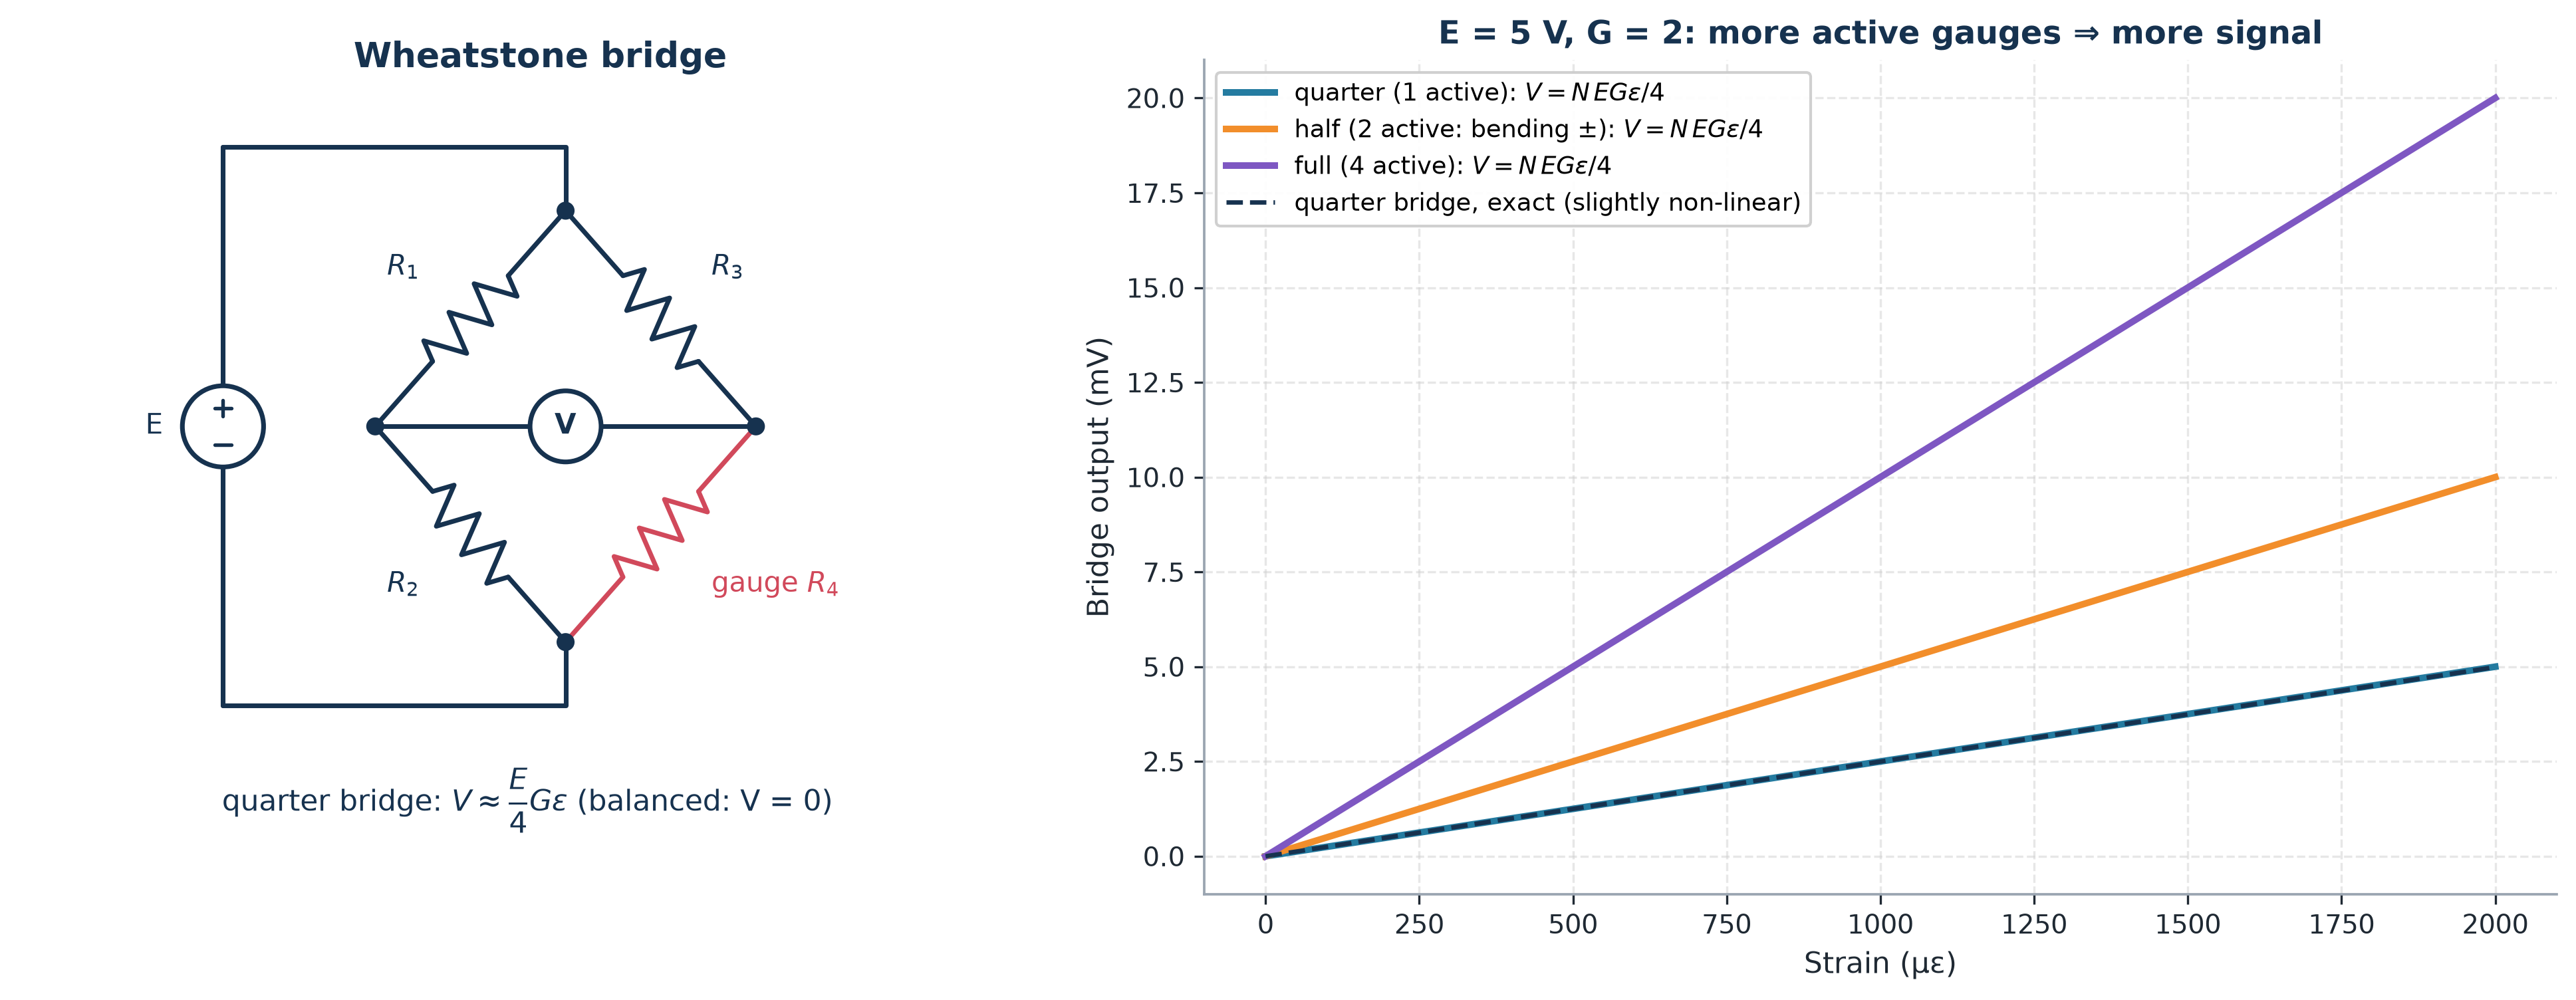 Wheatstone bridge
R₁
R₃
E
+
−
V
R₂
gauge R₄
quarter bridge: V ≈ E/4 Gε (balanced: V = 0)
E = 5 V, G = 2: more active gauges ⇒ more signal
quarter (1 active): V = N EGε/4
half (2 active: bending ±): V = N EGε/4
full (4 active): V = N EGε/4
quarter bridge, exact (slightly non-linear)
Bridge output (mV)
20.0
17.5
15.0
12.5
10.0
7.5
5.0
2.5
0.0
0 250 500 750 1000 1250 1500 1750 2000
Strain (µε)